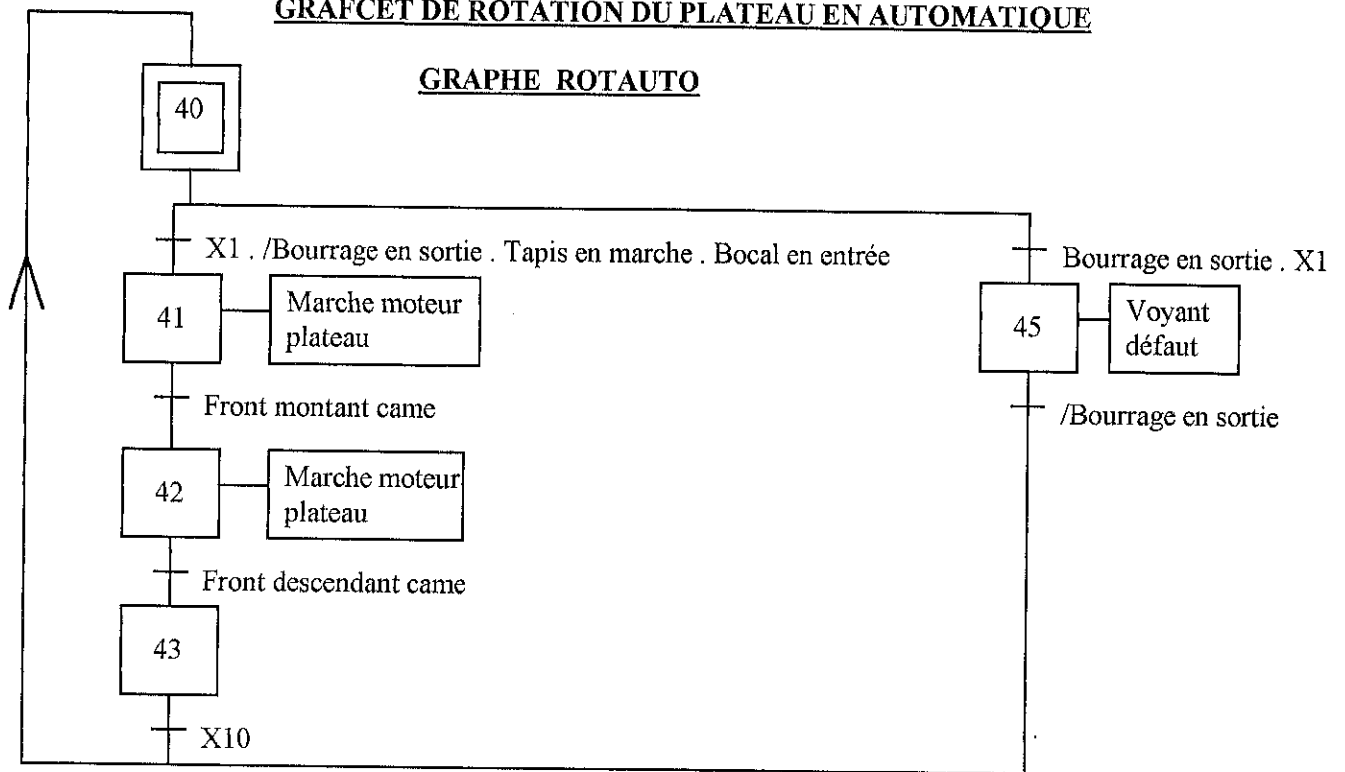 GRAFCET DE ROTATION DU PLATEAU EN AUTOMATIQUE
GRAPHE ROTAUTO
40
X1 . /Bourrage en sortie . Tapis en marche . Bocal en entrée
Bourrage en sortie . X1
41
Marche moteur
plateau
45
Voyant
défaut
Front montant came
/Bourrage en sortie
42
Marche moteur
plateau
Front descendant came
43
X10